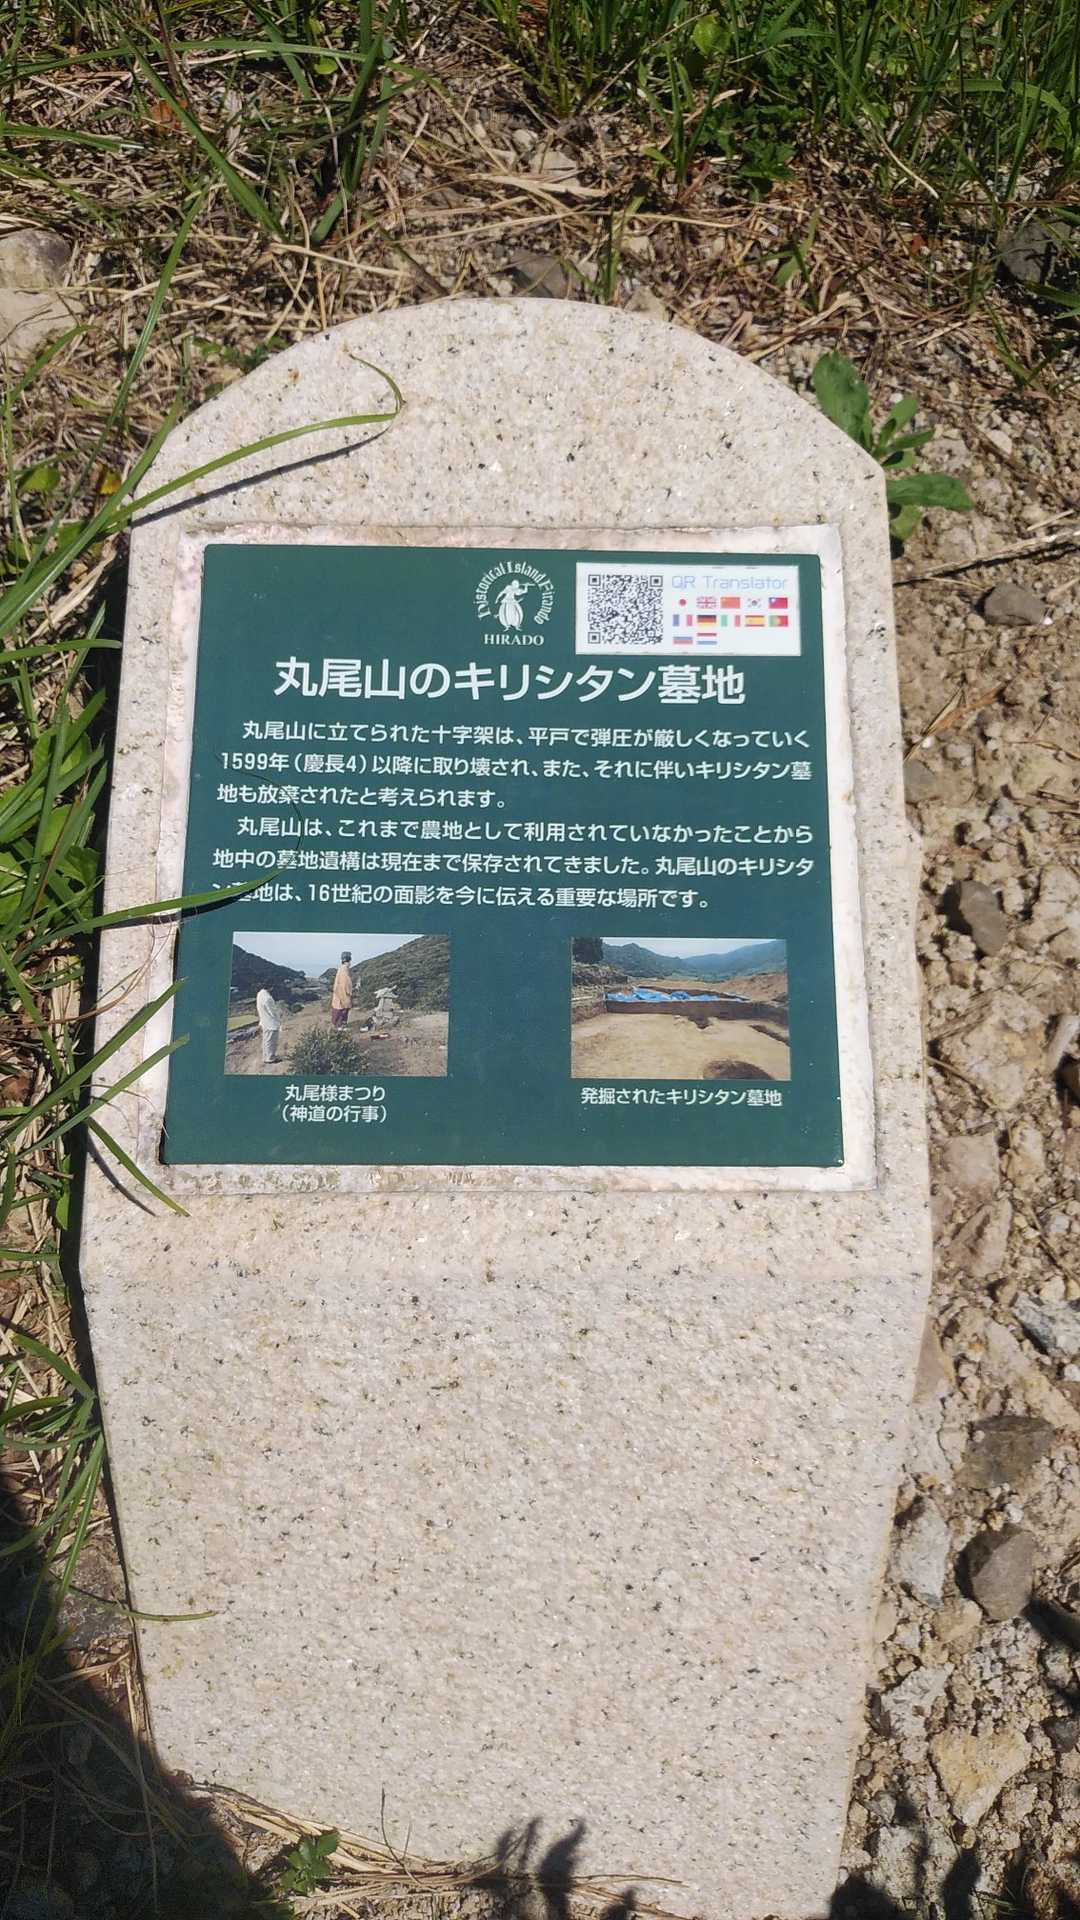 Historical Island Firando
HIRADO
QR Translator
丸尾山のキリシタン墓地
丸尾山に立てられた十字架は、平戸で弾圧が厳しくなっていく
1599年(慶長4)以降に取り壊され、また、それに伴いキリシタン墓
地も放棄されたと考えられます。
丸尾山は、これまで農地として利用されていなかったことから
地中の墓地遺構は現在まで保存されてきました。丸尾山のキリシタ
ン墓地は、16世紀の面影を今に伝える重要な場所です。
丸尾様まつり
(神道の行事)
発掘されたキリシタン墓地